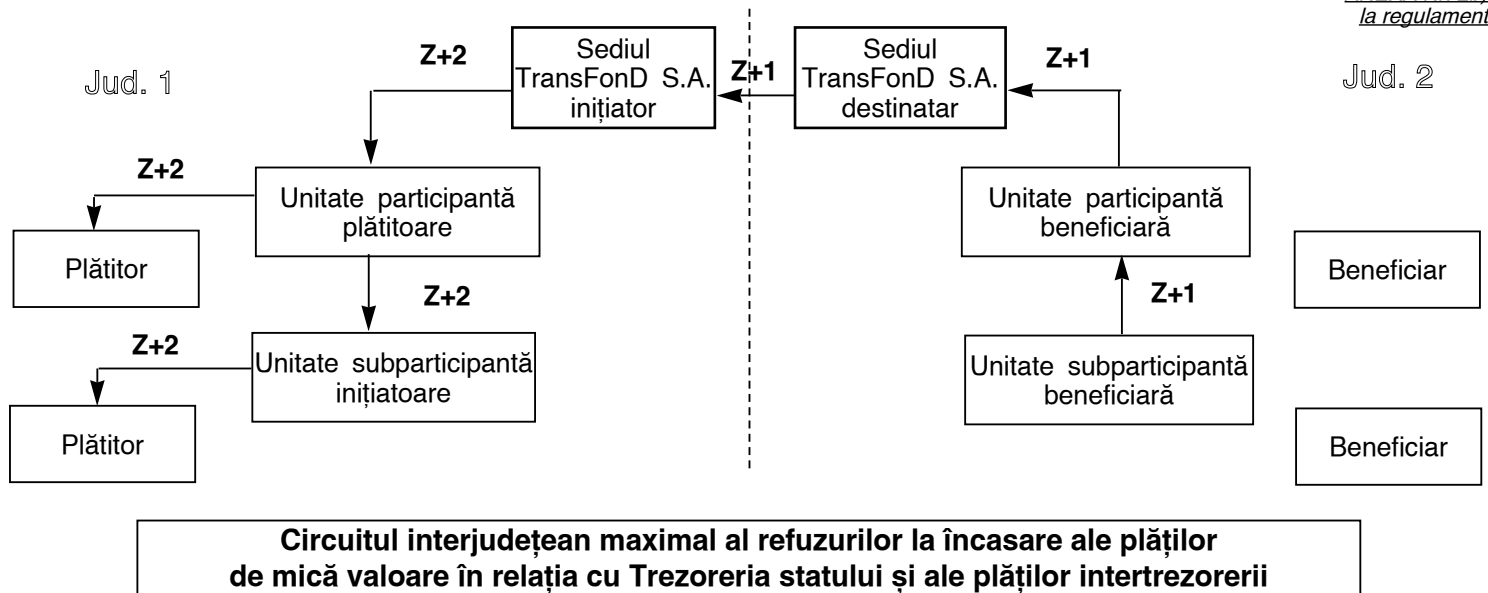 la regulament
Jud. 1
Z+2
Sediul
TransFonD S.A.
inițiator
Z+1
Sediul
TransFonD S.A.
destinatar
Z+1
Jud. 2
Z+2
Unitate participantă
plătitoare
Unitate participantă
beneficiară
Plătitor
Beneficiar
Z+2
Z+1
Z+2
Unitate subparticipantă
inițiatoare
Unitate subparticipantă
beneficiară
Plătitor
Beneficiar
Circuitul interjudețean maximal al refuzurilor la încasare ale plăților
de mică valoare în relația cu Trezoreria statului și ale plăților intertrezorerii